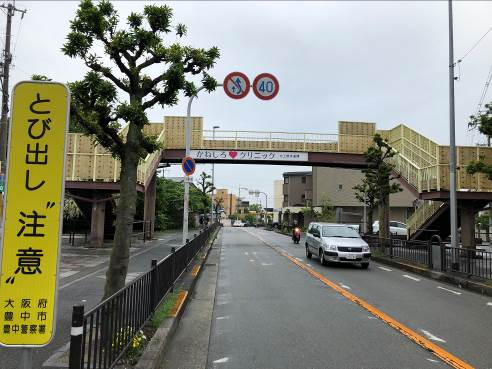 とび出し
"注意"
大阪府
豊中市
豊中警察署
かねしろ♥クリニック
40